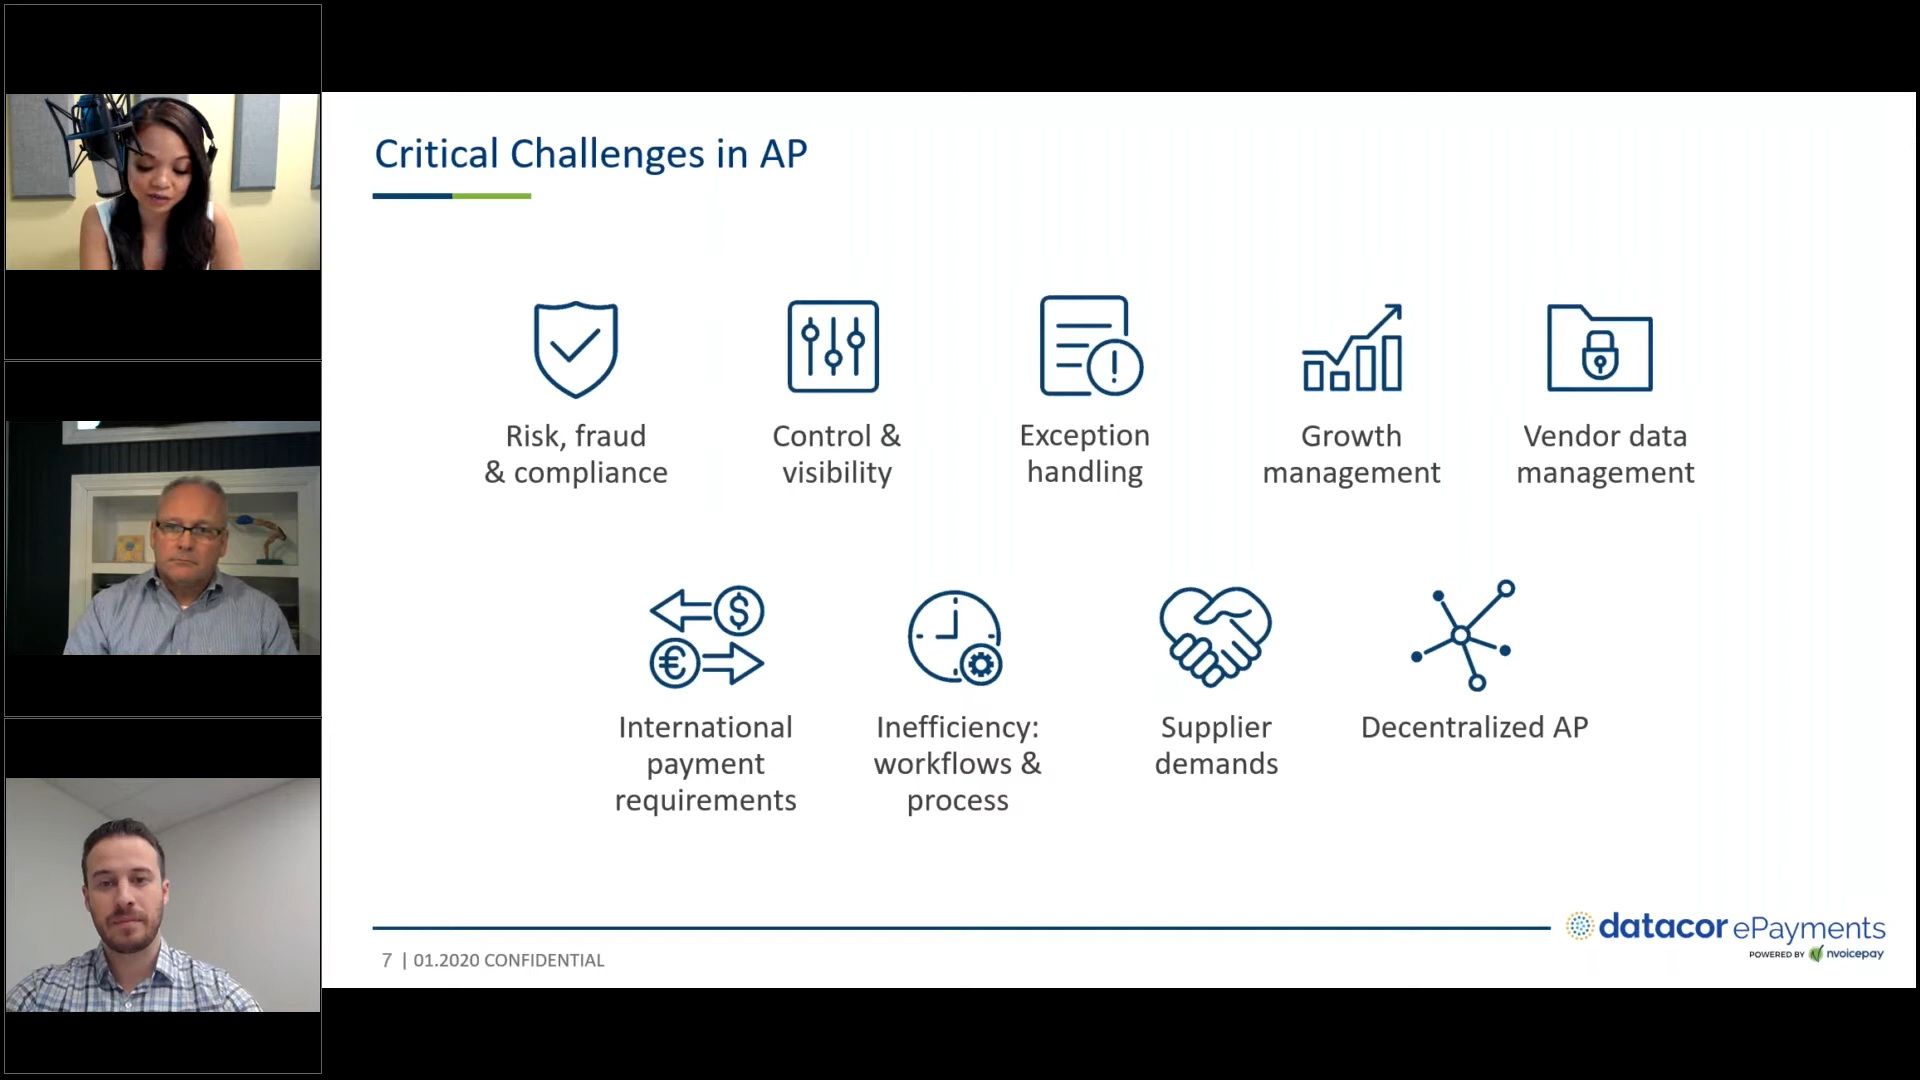 Critical Challenges in AP
Risk, fraud
& compliance
Control &
visibility
Exception
handling
Growth
management
Vendor data
management
International
payment
requirements
Inefficiency:
workflows &
process
Supplier
demands
Decentralized AP
7 | 01.2020 CONFIDENTIAL
datacor ePayments
POWERED BY nvoicepay